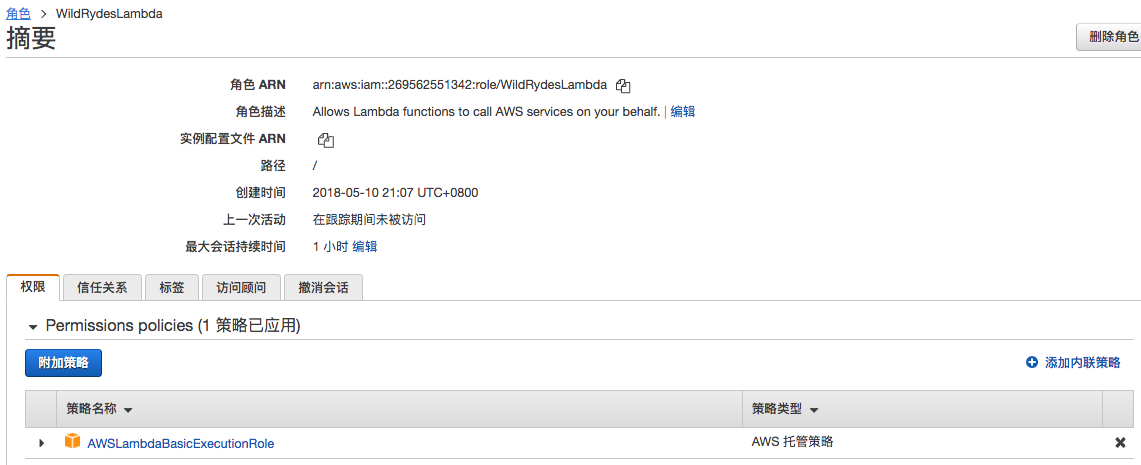 角色 > WildRydesLambda
摘要
删除角色
角色 ARN arn:aws:iam::269562551342:role/WildRydesLambda
角色描述 Allows Lambda functions to call AWS services on your behalf. | 编辑
实例配置文件 ARN
路径 /
创建时间 2018-05-10 21:07 UTC+0800
上一次活动 在跟踪期间未被访问
最大会话持续时间 1 小时 编辑
权限 信任关系 标签 访问顾问 撤消会话
Permissions policies (1 策略已应用)
附加策略 添加内联策略
策略名称 策略类型
AWSLambdaBasicExecutionRole AWS 托管策略